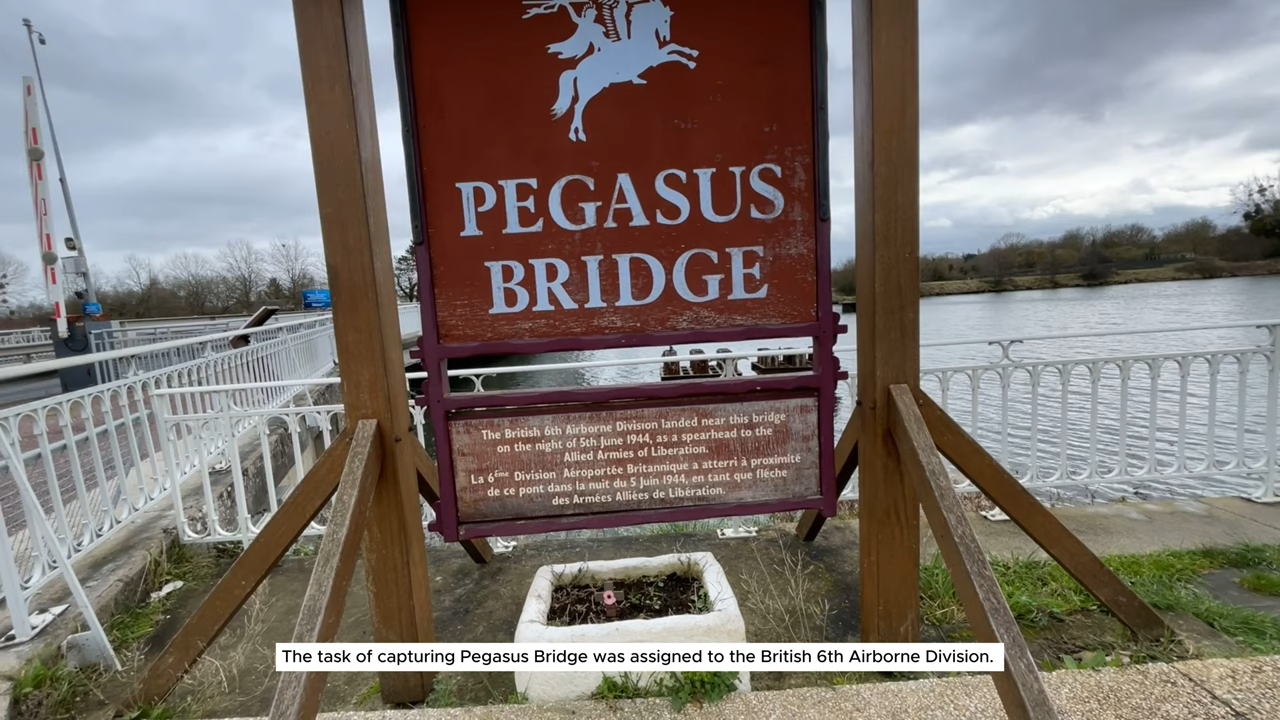 PEGASUS
BRIDGE
The British 6th Airborne Division landed near this bridge
on the night of 5th June 1944, as a spearhead to the
Allied Armies of Liberation.
La 6ème Division Aéroportée Britannique a atterri à proximité
de ce pont dans la nuit du 5 Juin 1944, en tant que flèche
des Armées Alliées de Libération.
The task of capturing Pegasus Bridge was assigned to the British 6th Airborne Division.